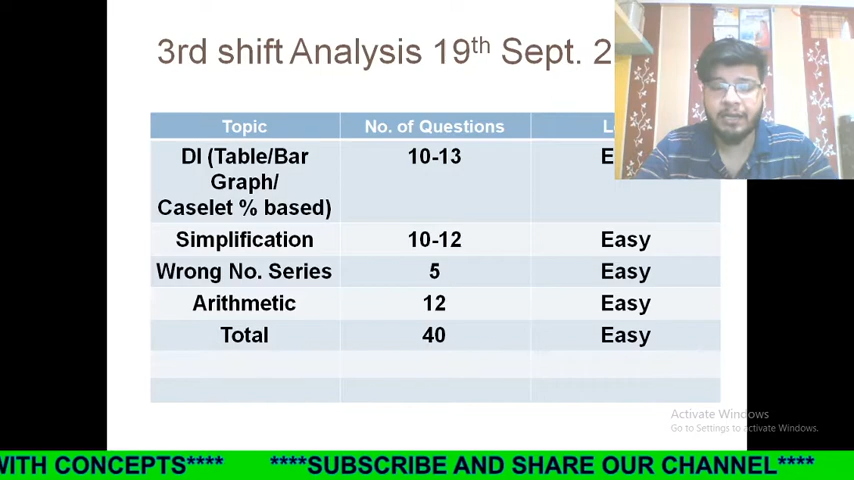 3rd shift Analysis 19th Sept. 2
Topic No. of Questions
DI (Table/Bar 10-13
Graph/
Caselet % based)
Simplification 10-12 Easy
Wrong No. Series 5 Easy
Arithmetic 12 Easy
Total 40 Easy
Activate Windows
Go to Settings to activate Windows.
WITH CONCEPTS**** ****SUBSCRIBE AND SHARE OUR CHANNEL****